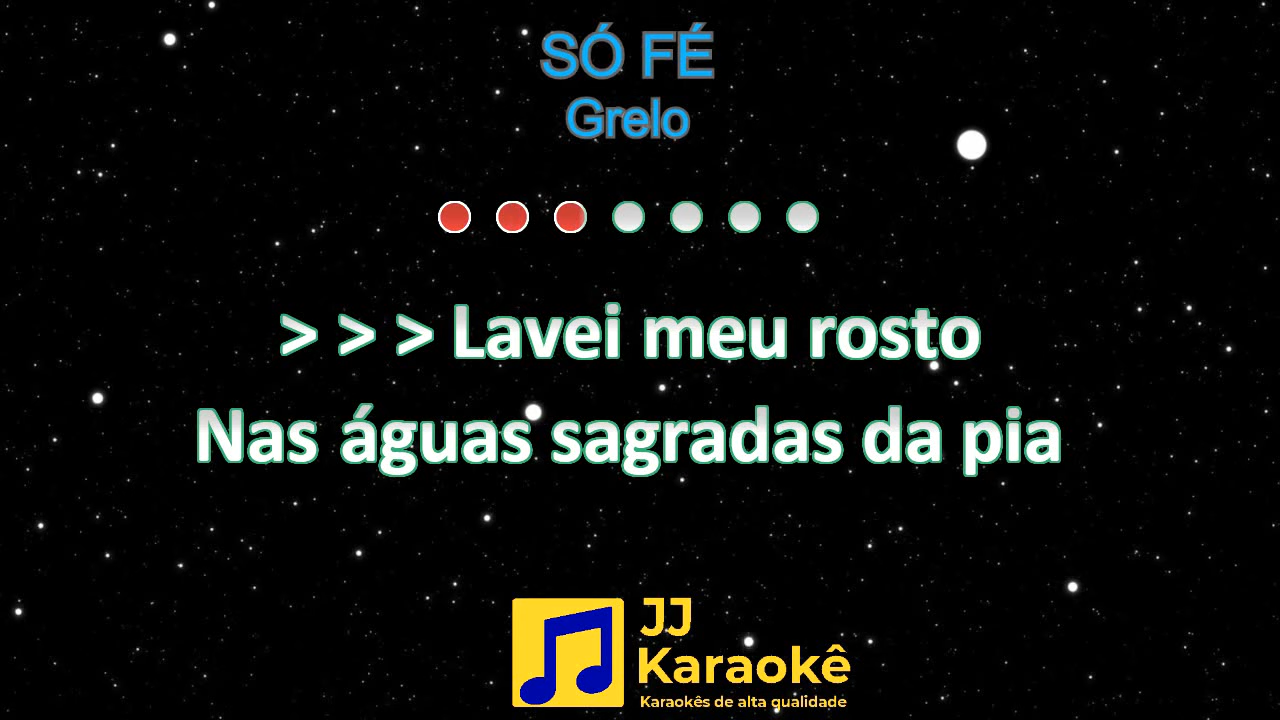 SÓ FÉ
Grelo
> > > Lavei meu rosto
Nas águas sagradas da pia
JJ
Karaokê
Karaokês de alta qualidade